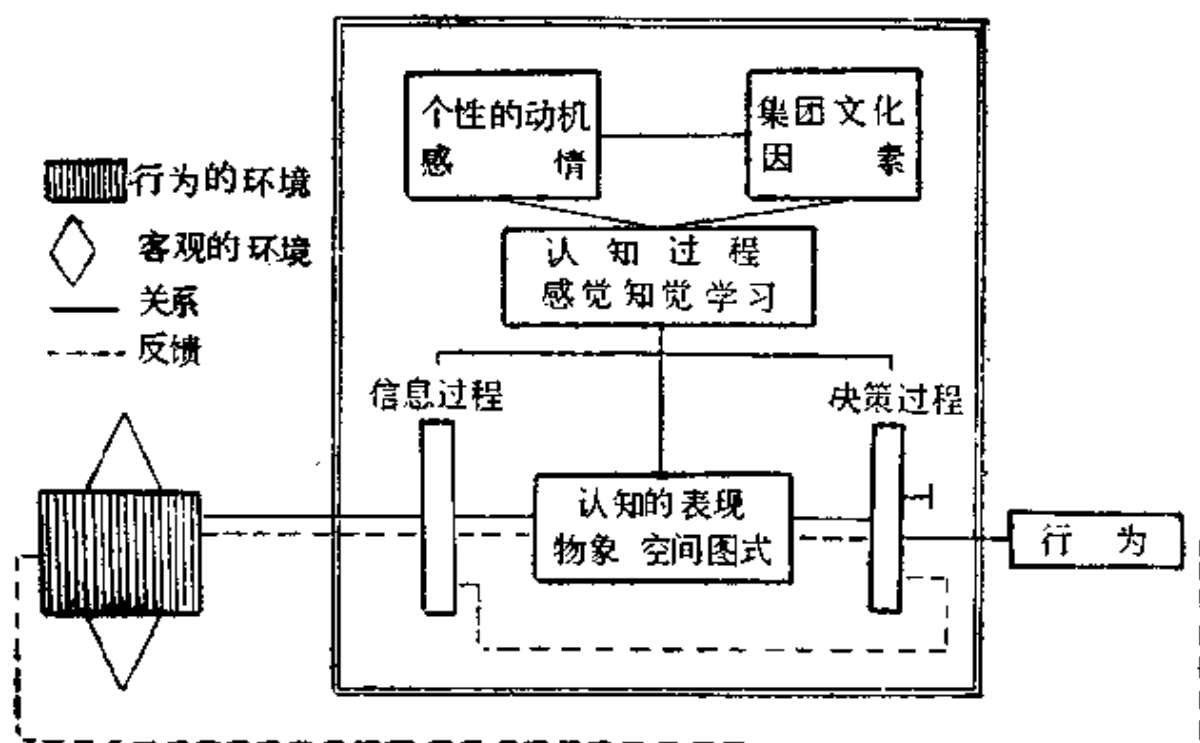 个性的动机
感情
集团文化
因素
行为的环境
客观的环境
关系
反馈
认知过程
感觉知觉学习
信息过程
决策过程
认知的表现
物象 空间图式
行为